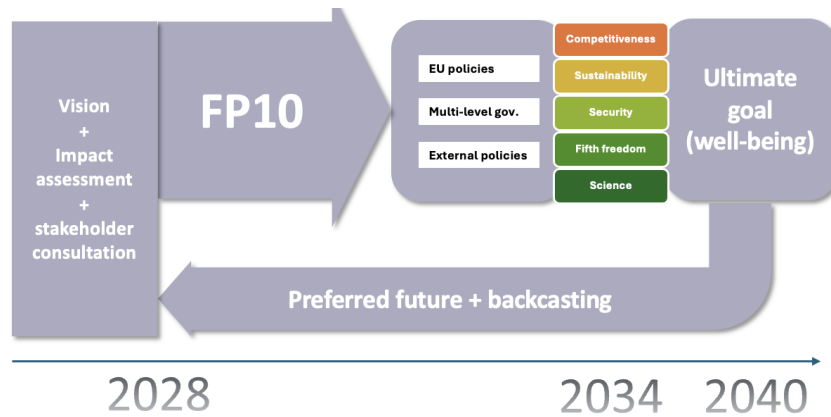 Vision
+
Impact
assessment
+
stakeholder
consultation
FP10
EU policies
Multi-level gov.
External policies
Competitiveness
Sustainability
Security
Fifth freedom
Science
Ultimate
goal
(well-being)
Preferred future + backcasting
2028
2034
2040